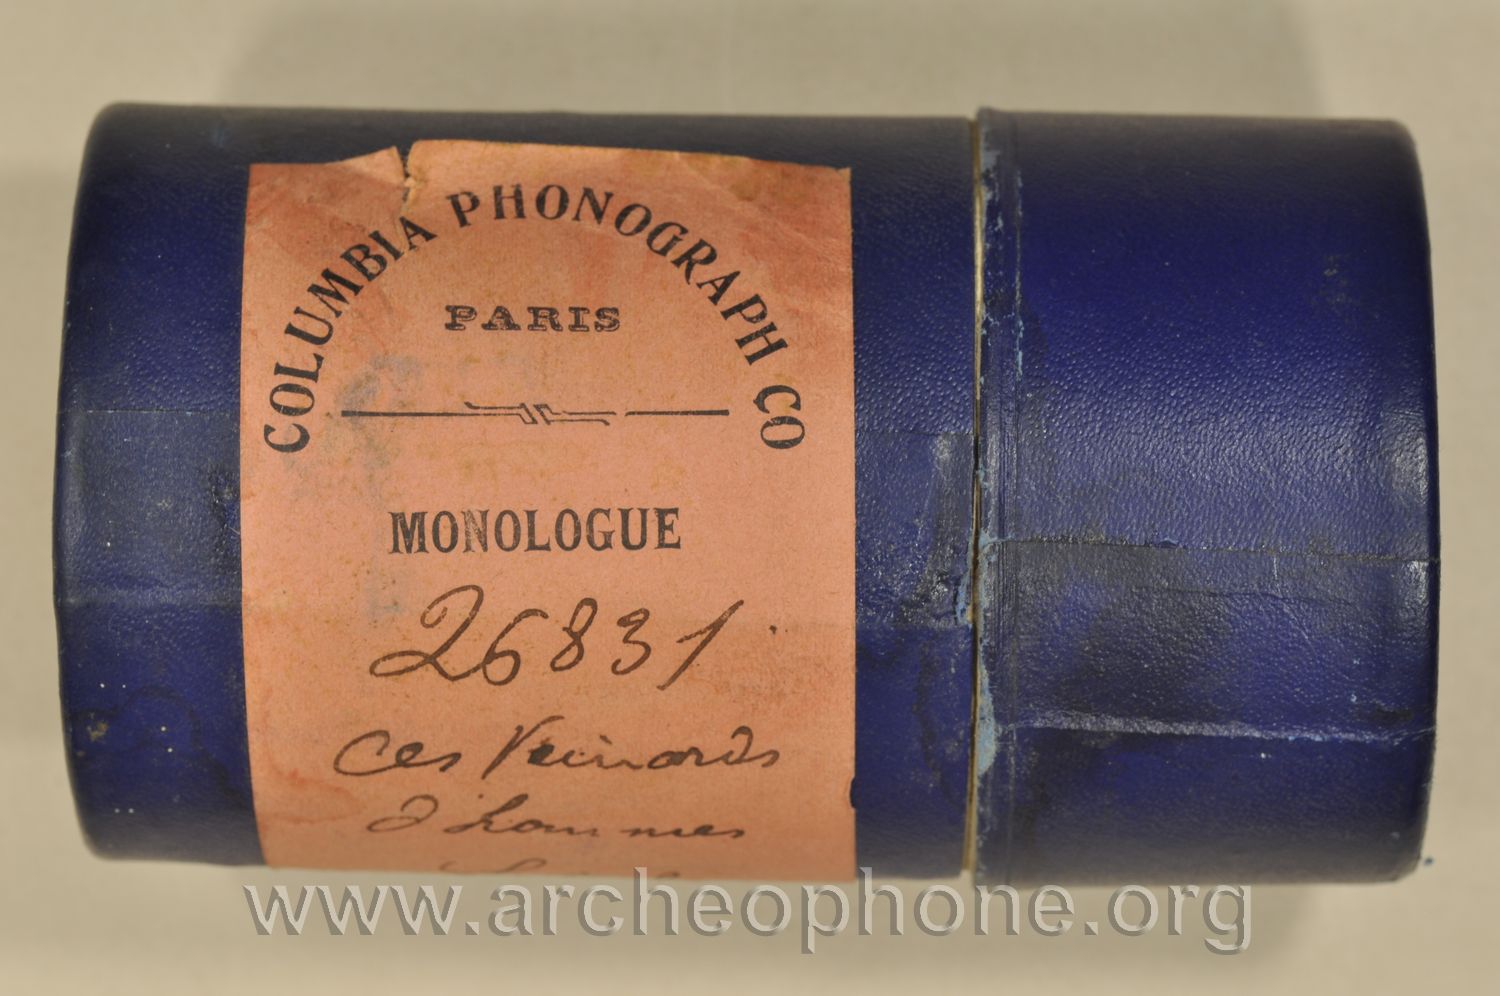 COLUMBIA PHONOGRAPH CO
PARIS
MONOLOGUE
26831
Ces Veinards
d'hommes
www.archeophone.org